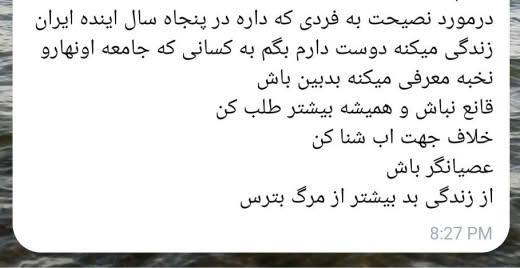 درمورد نصیحت به فردی که داره در پنجاه سال اینده ایران
زندگی میکنه دوست دارم بگم به کسانی که جامعه اونهارو
نخبه معرفی میکنه بدبین باش
قانع نباش و همیشه بیشتر طلب کن
خلاف جهت اب شنا کن
عصیانگر باش
از زندگی بد بیشتر از مرگ بترس
8:27 PM